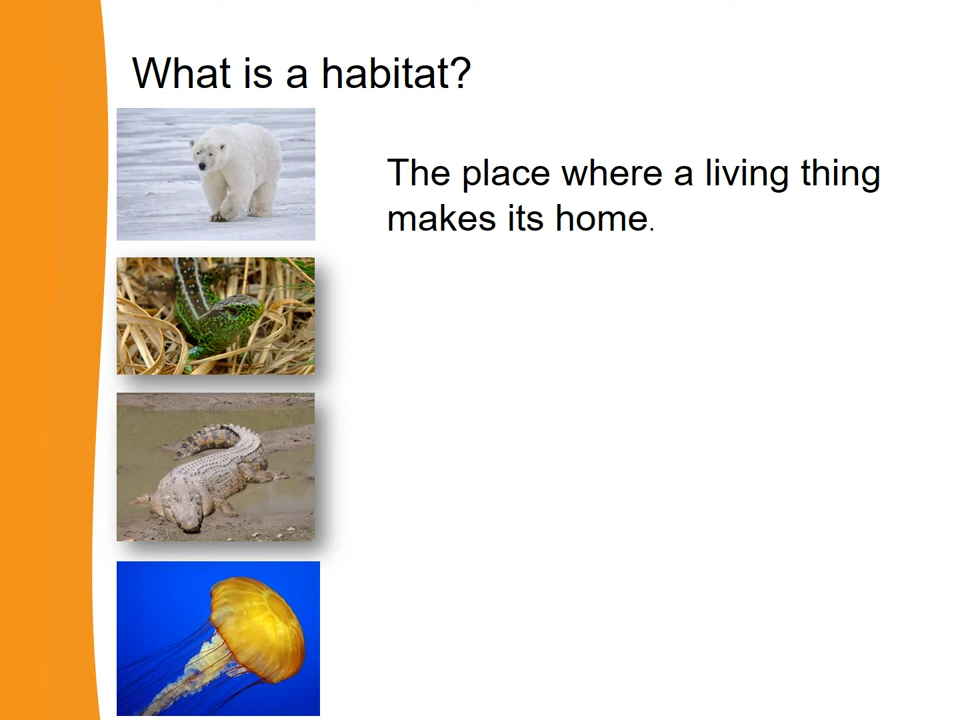 What is a habitat?
The place where a living thing
makes its home.